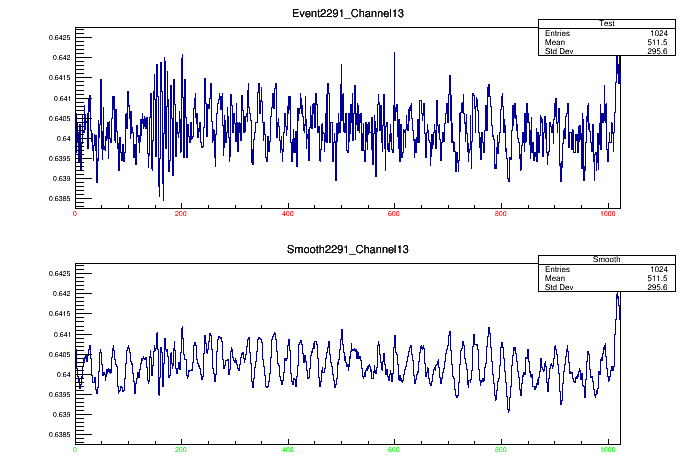 Event2291_Channel13
Test
Entries 1024
Mean 511.5
Std Dev 295.6
0.6425
0.642
0.6415
0.641
0.6405
0.64
0.6395
0.639
0.6385
0 200 400 600 800 1000
Smooth2291_Channel13
Smooth
Entries 1024
Mean 511.5
Std Dev 295.6
0.6425
0.642
0.6415
0.641
0.6405
0.64
0.6395
0.639
0.6385
0 200 400 600 800 1000